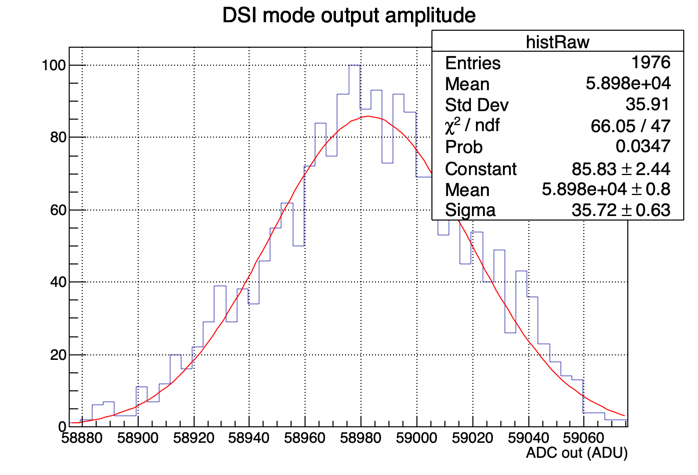 DSI mode output amplitude
histRaw
Entries 1976
Mean 5.898e+04
Std Dev 35.91
χ² / ndf 66.05 / 47
Prob 0.0347
Constant 85.83 ± 2.44
Mean 5.898e+04 ± 0.8
Sigma 35.72 ± 0.63
100
80
60
40
20
0
58880 58900 58920 58940 58960 58980 59000 59020 59040 59060
ADC out (ADU)